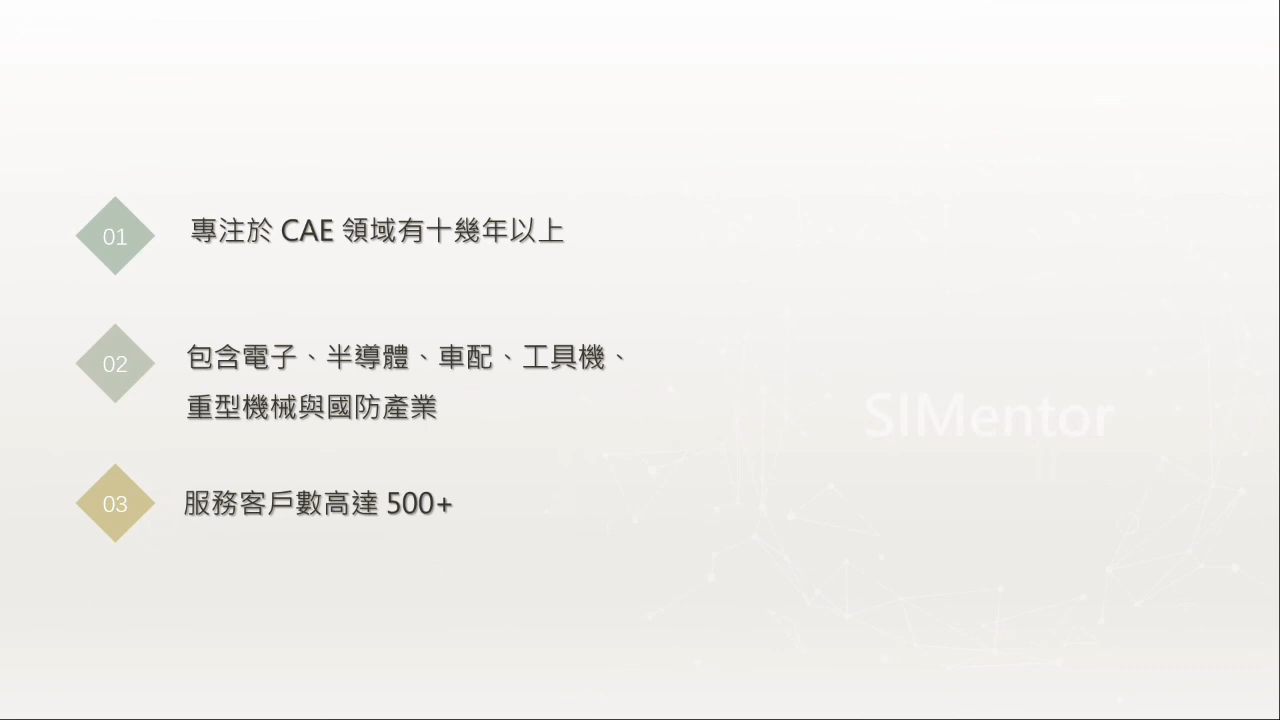 01
專注於 CAE 領域有十幾年以上
02
包含電子、半導體、車配、工具機、
重型機械與國防產業
SIMentor
03
服務客戶數高達 500+